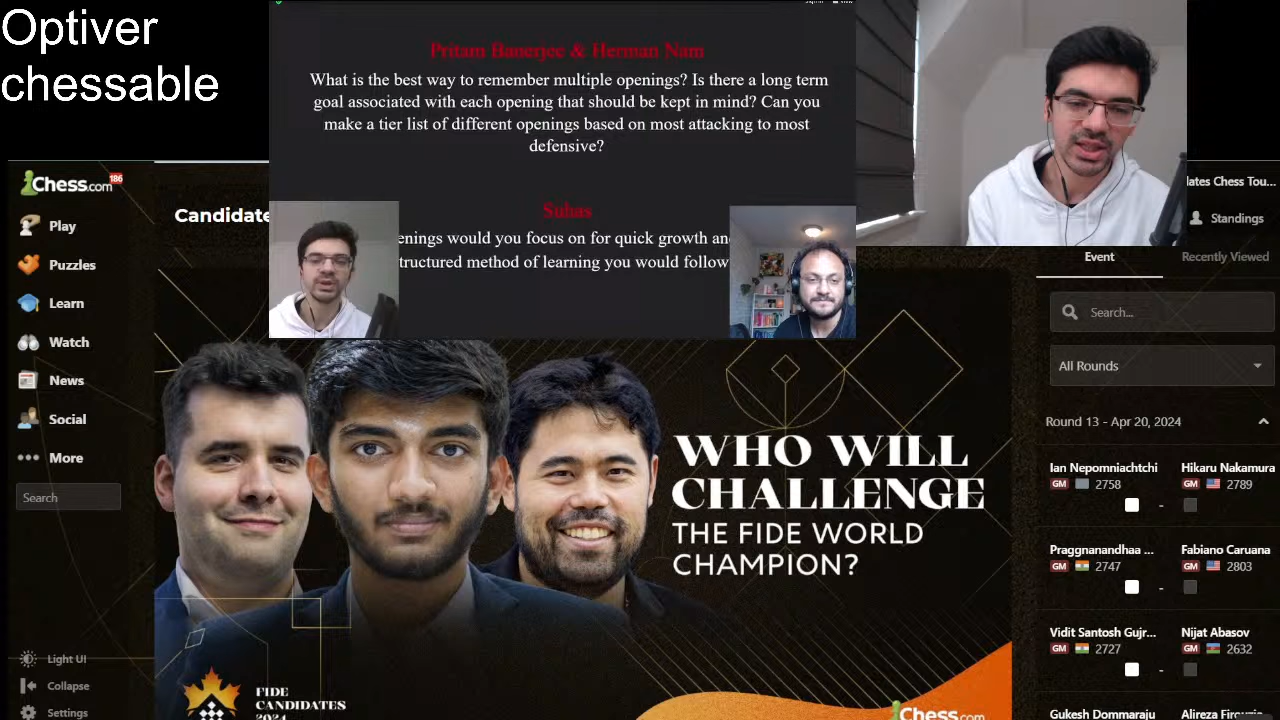 Optiver
chessable
Pritam Banerjee & Herman Nam
What is the best way to remember multiple openings? Is there a long term
goal associated with each opening that should be kept in mind? Can you
make a tier list of different openings based on most attacking to most
defensive?
Suhas
enings would you focus on for quick growth and
tructured method of learning you would follow
Chess.com
186
Play
Puzzles
Learn
Watch
News
Social
More
Search
Light UI
Collapse
Settings
Candidate
WHO WILL
CHALLENGE
THE FIDE WORLD
CHAMPION?
FIDE
CANDIDATES
2024
Chess.com
lates Chess Tou...
Standings
Event
Recently Viewed
Search...
All Rounds
Round 13 - Apr 20, 2024
Ian Nepomniachtchi
Hikaru Nakamura
GM 2758
GM 2789
-
Praggnanandhaa ...
Fabiano Caruana
GM 2747
GM 2803
-
Vidit Santosh Gujr...
Nijat Abasov
GM 2727
GM 2632
-
Gukesh Dommaraju
Alireza Firouzja